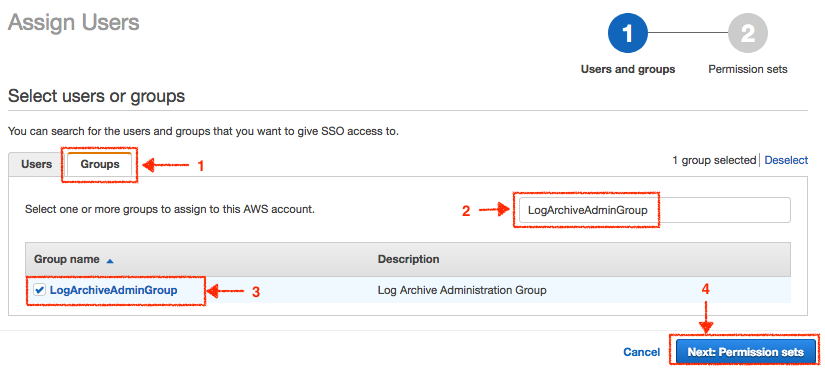 Assign Users
1
2
Users and groups
Permission sets
Select users or groups
You can search for the users and groups that you want to give SSO access to.
Users
Groups
1
1 group selected
Deselect
Select one or more groups to assign to this AWS account.
2
LogArchiveAdminGroup
Group name
Description
LogArchiveAdminGroup
3
Log Archive Administration Group
4
Cancel
Next: Permission sets